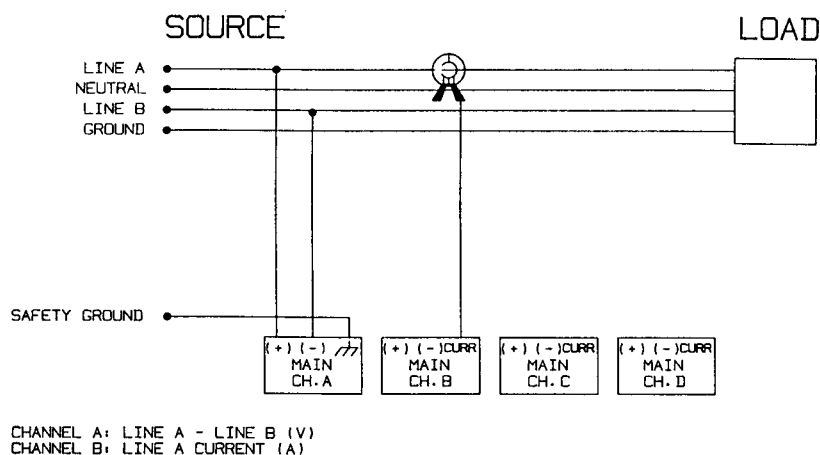 SOURCE
LOAD
LINE A
NEUTRAL
LINE B
GROUND
SAFETY GROUND
(+) (-)
MAIN
CH.A
(+) (-)CURR
MAIN
CH.B
(+) (-)CURR
MAIN
CH.C
(+) (-)CURR
MAIN
CH.D
CHANNEL A: LINE A - LINE B (V)
CHANNEL B: LINE A CURRENT (A)